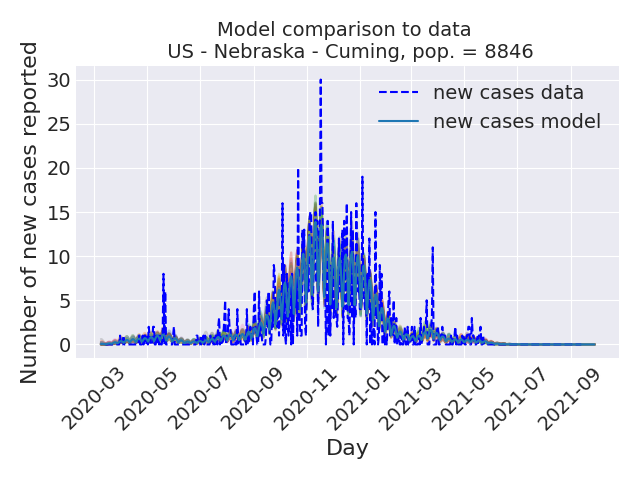 Model comparison to data
US - Nebraska - Cuming, pop. = 8846
Number of new cases reported
30
25
20
15
10
5
0
new cases data
new cases model
2020-03
2020-05
2020-07
2020-09
2020-11
2021-01
2021-03
2021-05
2021-07
2021-09
Day